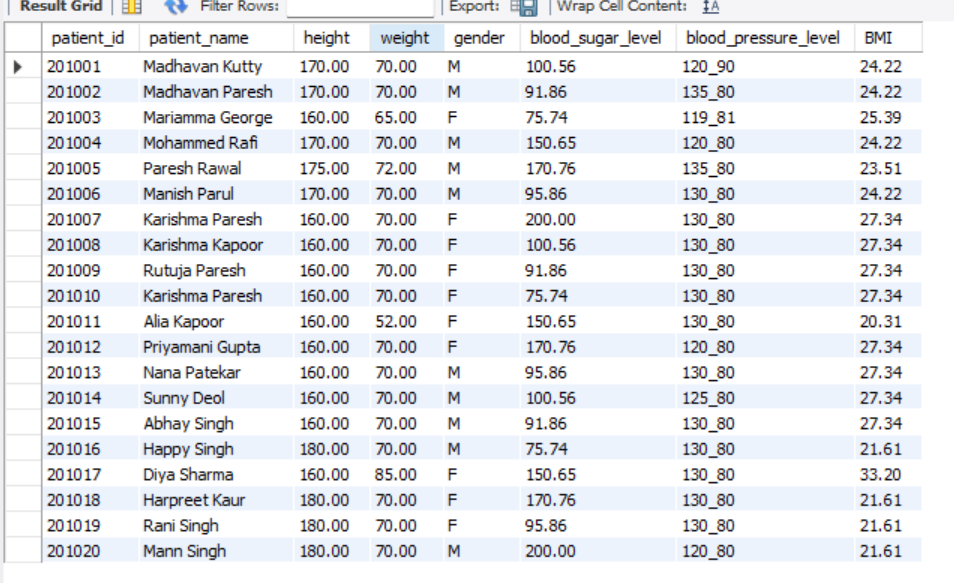 Result Grid Filter Rows: Export: Wrap Cell Content: IA
patient_id patient_name height weight gender blood_sugar_level blood_pressure_level BMI
201001 Madhavan Kutty 170.00 70.00 M 100.56 120_90 24.22
201002 Madhavan Paresh 170.00 70.00 M 91.86 135_80 24.22
201003 Mariamma George 160.00 65.00 F 75.74 119_81 25.39
201004 Mohammed Rafi 170.00 70.00 M 150.65 120_80 24.22
201005 Paresh Rawal 175.00 72.00 M 170.76 135_80 23.51
201006 Manish Parul 170.00 70.00 M 95.86 130_80 24.22
201007 Karishma Paresh 160.00 70.00 F 200.00 130_80 27.34
201008 Karishma Kapoor 160.00 70.00 F 100.56 130_80 27.34
201009 Rutuja Paresh 160.00 70.00 F 91.86 130_80 27.34
201010 Karishma Paresh 160.00 70.00 F 75.74 130_80 27.34
201011 Alia Kapoor 160.00 52.00 F 150.65 130_80 20.31
201012 Priyamani Gupta 160.00 70.00 F 170.76 120_80 27.34
201013 Nana Patekar 160.00 70.00 M 95.86 130_80 27.34
201014 Sunny Deol 160.00 70.00 M 100.56 125_80 27.34
201015 Abhay Singh 160.00 70.00 M 91.86 130_80 27.34
201016 Happy Singh 180.00 70.00 M 75.74 130_80 21.61
201017 Diya Sharma 160.00 85.00 F 150.65 130_80 33.20
201018 Harpreet Kaur 180.00 70.00 F 170.76 130_80 21.61
201019 Rani Singh 180.00 70.00 F 95.86 130_80 21.61
201020 Mann Singh 180.00 70.00 M 200.00 120_80 21.61